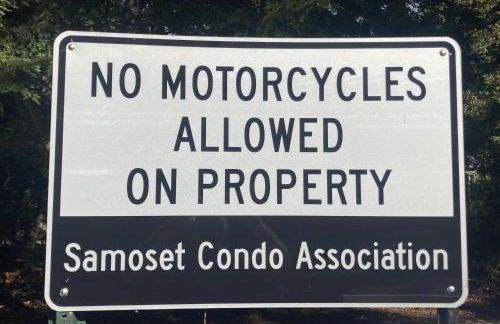 NO MOTORCYCLES
ALLOWED
ON PROPERTY
Samoset Condo Association